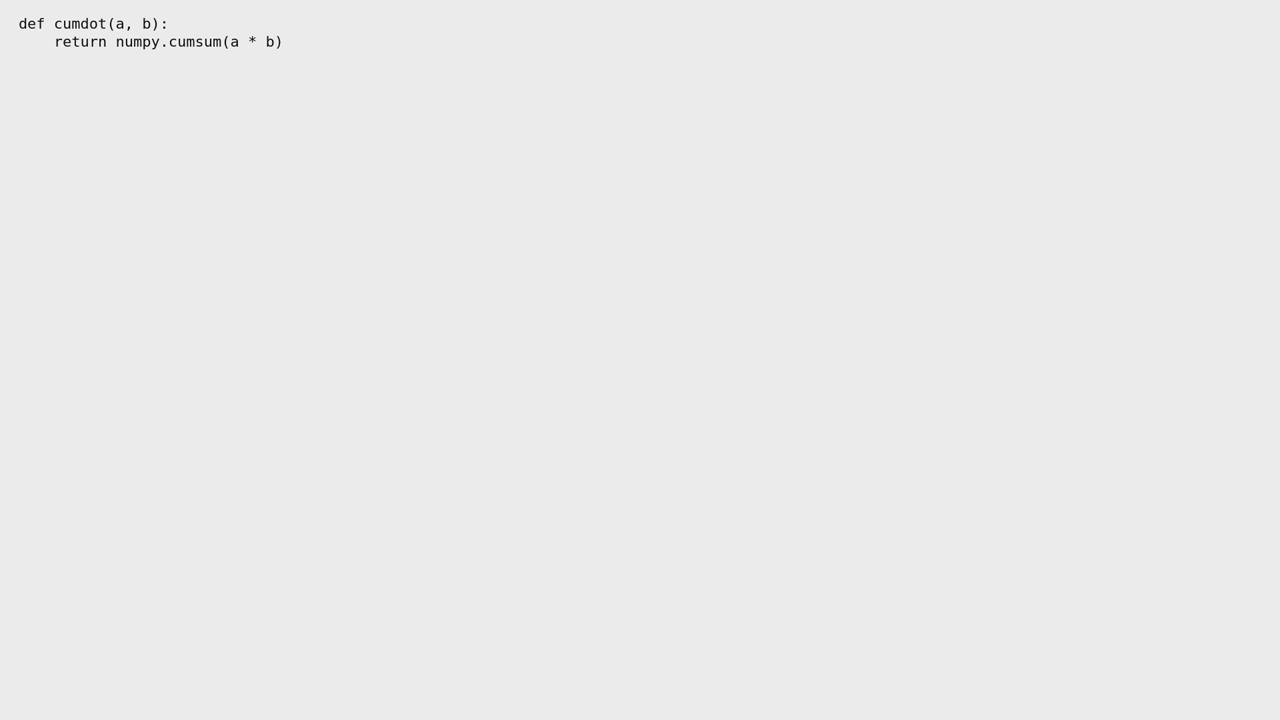 def cumdot(a, b):
    return numpy.cumsum(a * b)